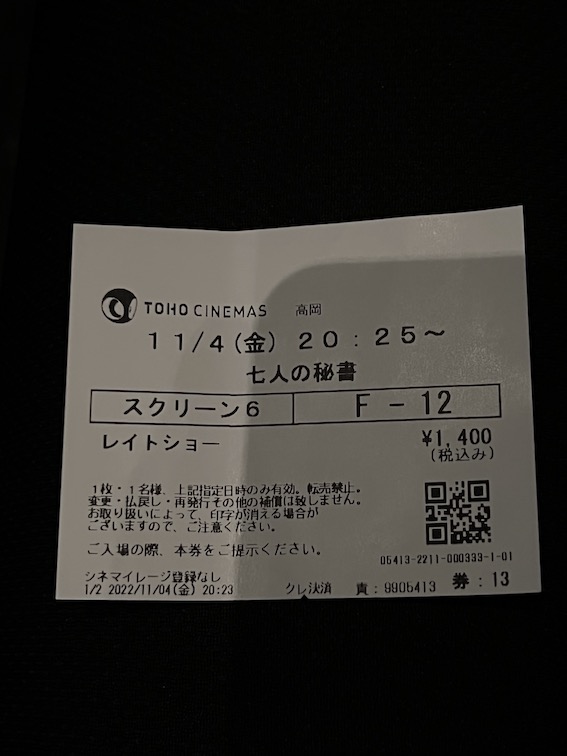 TOHO CINEMAS 高岡
11/4(金) 20:25～
七人の秘書
スクリーン6 F-12
レイトショー ¥1,400
(税込み)
1枚・1名様、上記指定日時のみ有効。転売禁止。
変更・払戻し・再発行その他の補償は致しません。
お取り扱いによって、印字が消える場合が
ございますので、ご注意ください。
ご入場の際、本券をご提示ください。
05413-2211-000333-1-01
シネマイレージ登録なし
1/2 2022/11/04(金) 20:23 クレ決済 責:9905413 券:13